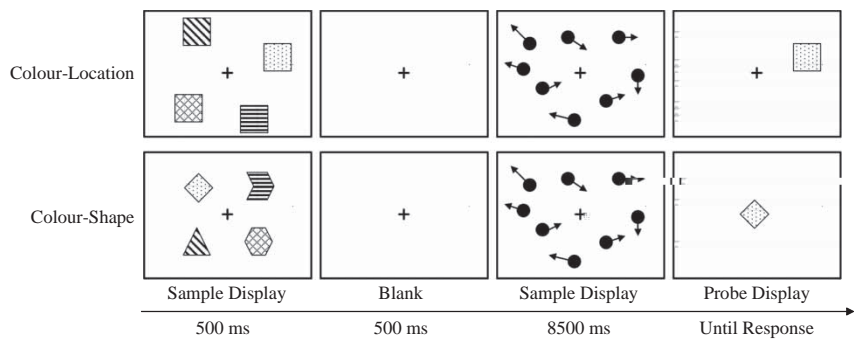 Colour-Location
Colour-Shape
Sample Display Blank Sample Display Probe Display
500 ms 500 ms 8500 ms Until Response